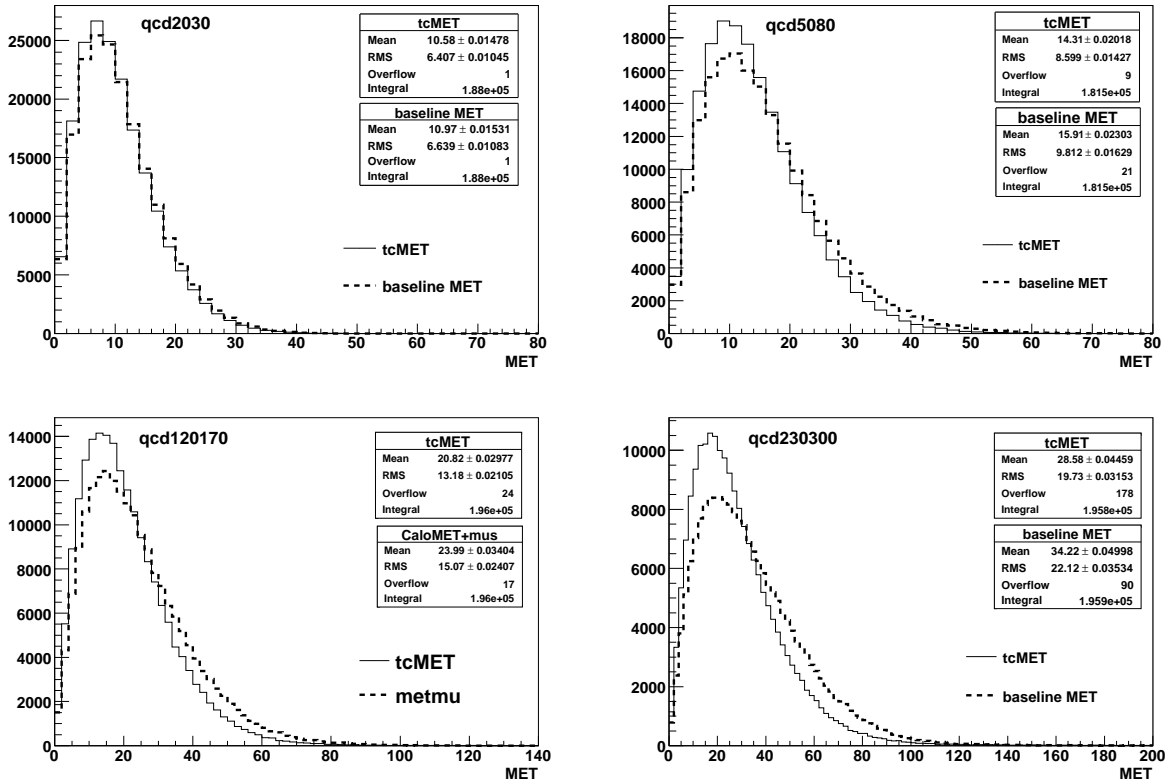 qcd2030
tcMET
Mean 10.58 ± 0.01478
RMS 6.407 ± 0.01045
Overflow 1
Integral 1.88e+05
baseline MET
Mean 10.97 ± 0.01531
RMS 6.639 ± 0.01083
Overflow 1
Integral 1.88e+05
tcMET
baseline MET
25000
20000
15000
10000
5000
0
0 10 20 30 40 50 60 70 80
MET
qcd5080
tcMET
Mean 14.31 ± 0.02018
RMS 8.599 ± 0.01427
Overflow 9
Integral 1.815e+05
baseline MET
Mean 15.91 ± 0.02303
RMS 9.812 ± 0.01629
Overflow 21
Integral 1.815e+05
tcMET
baseline MET
18000
16000
14000
12000
10000
8000
6000
4000
2000
0
0 10 20 30 40 50 60 70 80
MET
qcd120170
tcMET
Mean 20.82 ± 0.02977
RMS 13.18 ± 0.02105
Overflow 24
Integral 1.96e+05
CaloMET+mus
Mean 23.99 ± 0.03404
RMS 15.07 ± 0.02407
Overflow 17
Integral 1.96e+05
tcMET
metmu
14000
12000
10000
8000
6000
4000
2000
0
0 20 40 60 80 100 120 140
MET
qcd230300
tcMET
Mean 28.58 ± 0.04459
RMS 19.73 ± 0.03153
Overflow 178
Integral 1.958e+05
baseline MET
Mean 34.22 ± 0.04998
RMS 22.12 ± 0.03534
Overflow 90
Integral 1.959e+05
tcMET
baseline MET
10000
8000
6000
4000
2000
0
0 20 40 60 80 100 120 140 160 180 200
MET